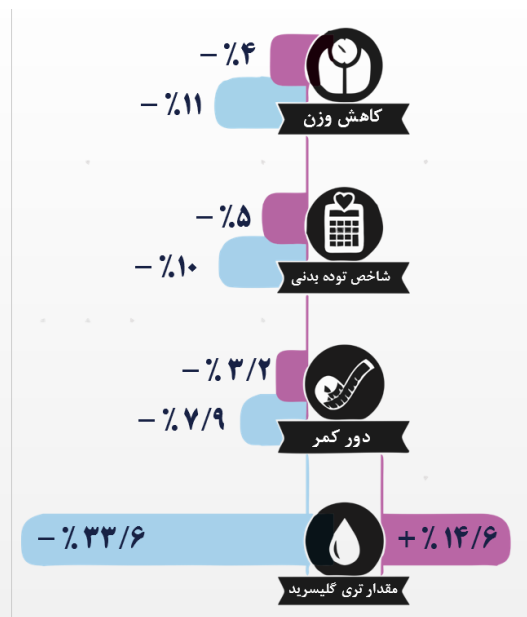 − ٪۴
− ٪۱۱
کاهش وزن
− ٪۵
− ٪۱۰
شاخص توده بدنی
− ٪۳/۲
− ٪۷/۹
دور کمر
− ٪۳۳/۶
+ ٪۱۴/۶
مقدار تری گلیسرید